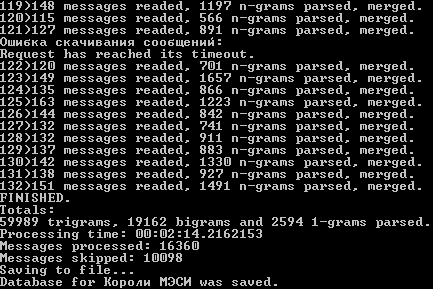 119)148 messages readed, 1197 n-grams parsed, merged.
120)115 messages readed, 566 n-grams parsed, merged.
121)127 messages readed, 891 n-grams parsed, merged.
Ошибка скачивания сообщений:
Request has reached its timeout.
122)120 messages readed, 701 n-grams parsed, merged.
123)149 messages readed, 1657 n-grams parsed, merged.
124)135 messages readed, 866 n-grams parsed, merged.
125)163 messages readed, 1223 n-grams parsed, merged.
126)144 messages readed, 842 n-grams parsed, merged.
127)132 messages readed, 741 n-grams parsed, merged.
128)132 messages readed, 911 n-grams parsed, merged.
129)137 messages readed, 883 n-grams parsed, merged.
130)142 messages readed, 1330 n-grams parsed, merged.
131)138 messages readed, 927 n-grams parsed, merged.
132)151 messages readed, 1491 n-grams parsed, merged.
FINISHED.
Totals:
59989 trigrams, 19162 bigrams and 2594 1-grams parsed.
Processing time: 00:02:14.2162153
Messages processed: 16360
Messages skipped: 10098
Saving to file...
Database for Короли МЭСИ was saved.